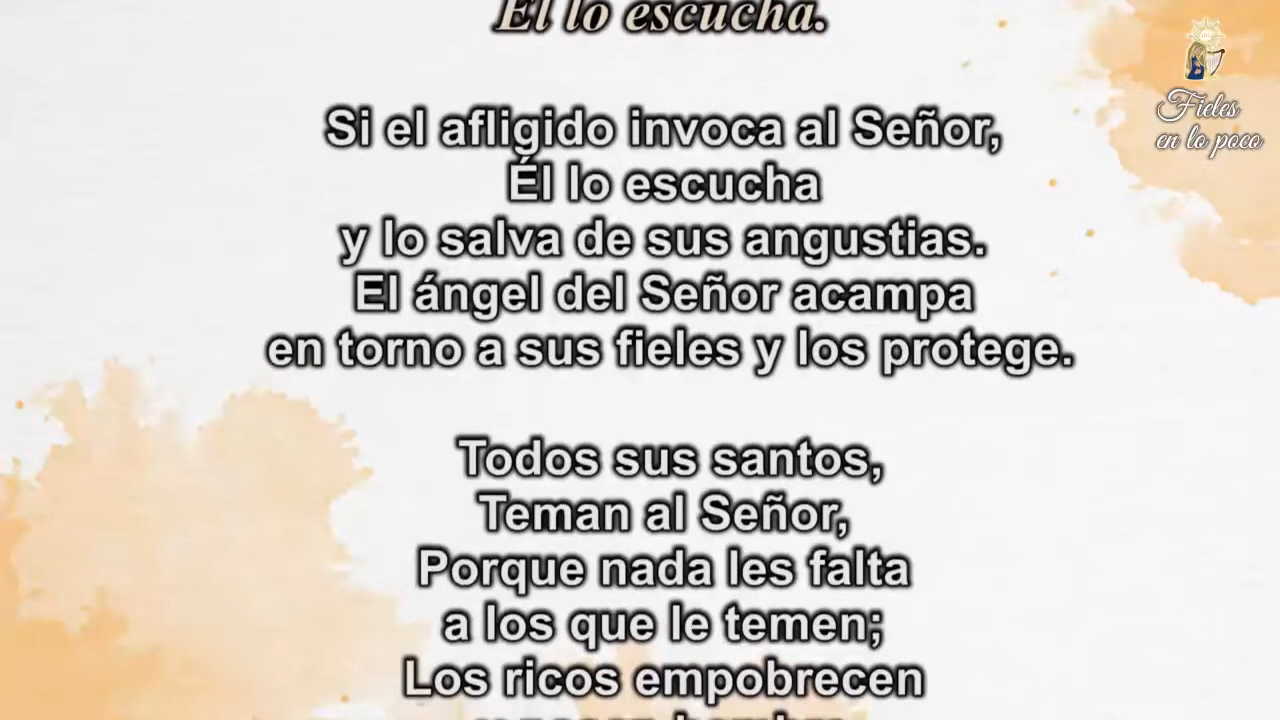 Él lo escucha.
Fieles
en lo poco
Si el afligido invoca al Señor,
Él lo escucha
y lo salva de sus angustias.
El ángel del Señor acampa
en torno a sus fieles y los protege.
Todos sus santos,
Teman al Señor,
Porque nada les falta
a los que le temen;
Los ricos empobrecen